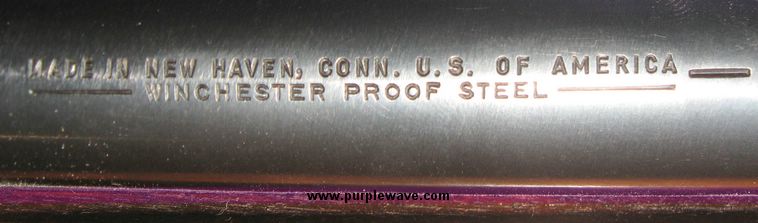 MADE IN NEW HAVEN, CONN. U.S. OF AMERICA
WINCHESTER PROOF STEEL
www.purplewave.com